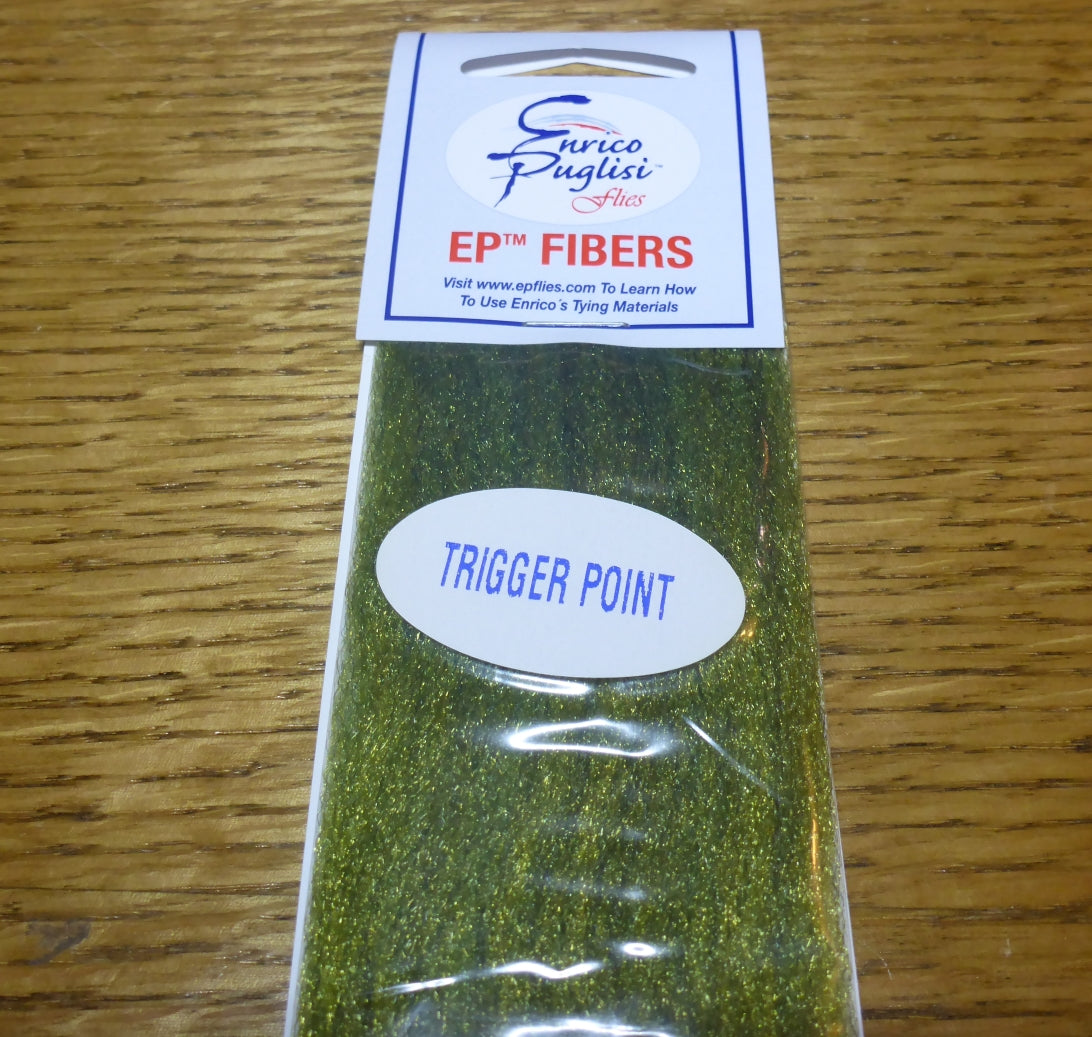 Enrico
Puglisi™
flies
EP™ FIBERS
Visit www.epflies.com To Learn How
To Use Enrico´s Tying Materials
TRIGGER POINT